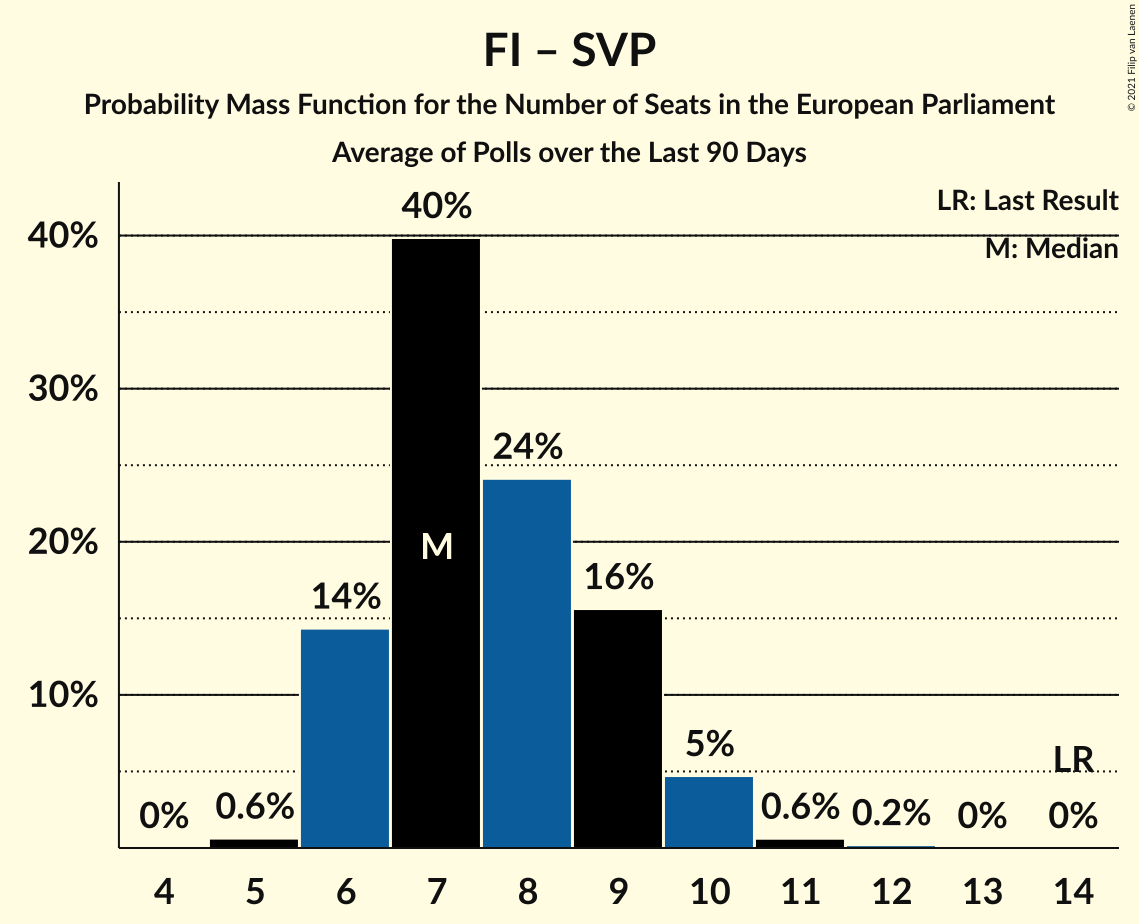 FI – SVP
Probability Mass Function for the Number of Seats in the European Parliament
Average of Polls over the Last 90 Days
© 2021 Filip van Laenen
LR: Last Result
M: Median
40%
30%
20%
10%
0%
0.6%
14%
40%
M
24%
16%
5%
0.6%
0.2%
0%
LR
0%
4 5 6 7 8 9 10 11 12 13 14